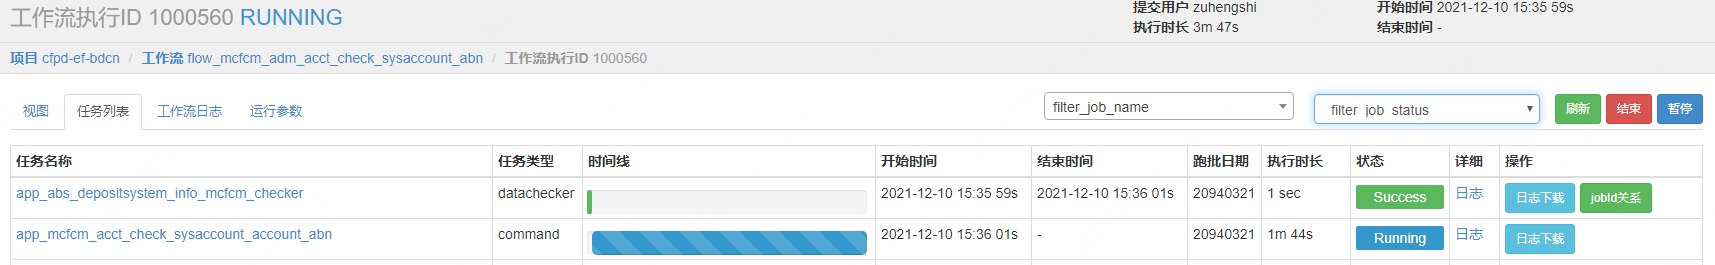 工作流执行ID 1000560 RUNNING
提交用户 zuhengshi
开始时间 2021-12-10 15:35 59s
执行时长 3m 47s
结束时间 -
项目 cfpd-ef-bdcn / 工作流 flow_mcfcm_adm_acct_check_sysaccount_abn / 工作流执行ID 1000560
视图 任务列表 工作流日志 运行参数 filter_job_name filter_job_status 刷新 结束 暂停
任务名称 任务类型 时间线 开始时间 结束时间 跑批日期 执行时长 状态 详细 操作
app_abs_depositsystem_info_mcfcm_checker datachecker 2021-12-10 15:35 59s 2021-12-10 15:36 01s 20940321 1 sec Success 日志 日志下载 jobId关系
app_mcfcm_acct_check_sysaccount_account_abn command 2021-12-10 15:36 01s - 20940321 1m 44s Running 日志 日志下载